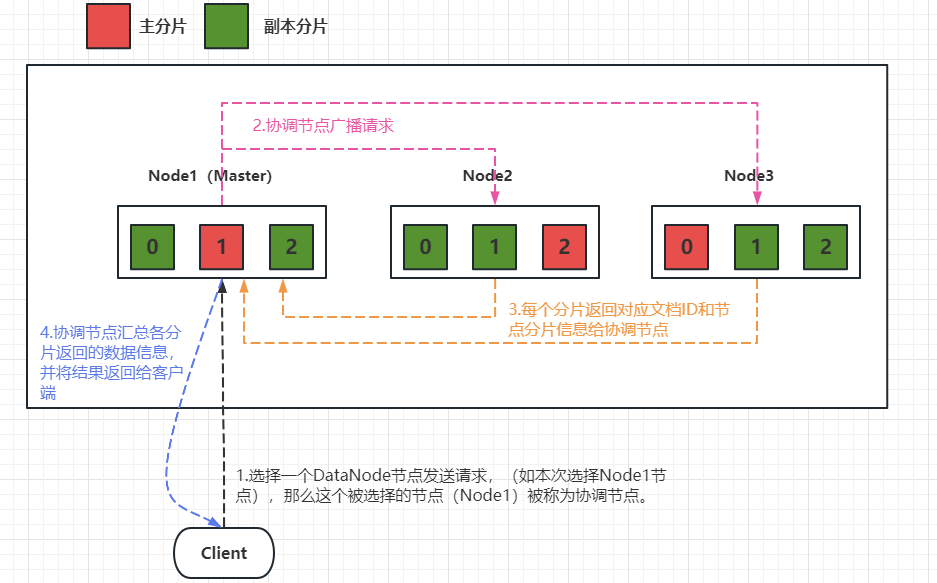 主分片
副本分片
2.协调节点广播请求
Node1（Master）
Node2
Node3
0
1
2
0
1
2
0
1
2
3.每个分片返回对应文档ID和节
点分片信息给协调节点
4.协调节点汇总各分
片返回的数据信息，
并将结果返回给客户
端
1.选择一个DataNode节点发送请求，（如本次选择Node1节
点），那么这个被选择的节点（Node1）被称为协调节点。
Client